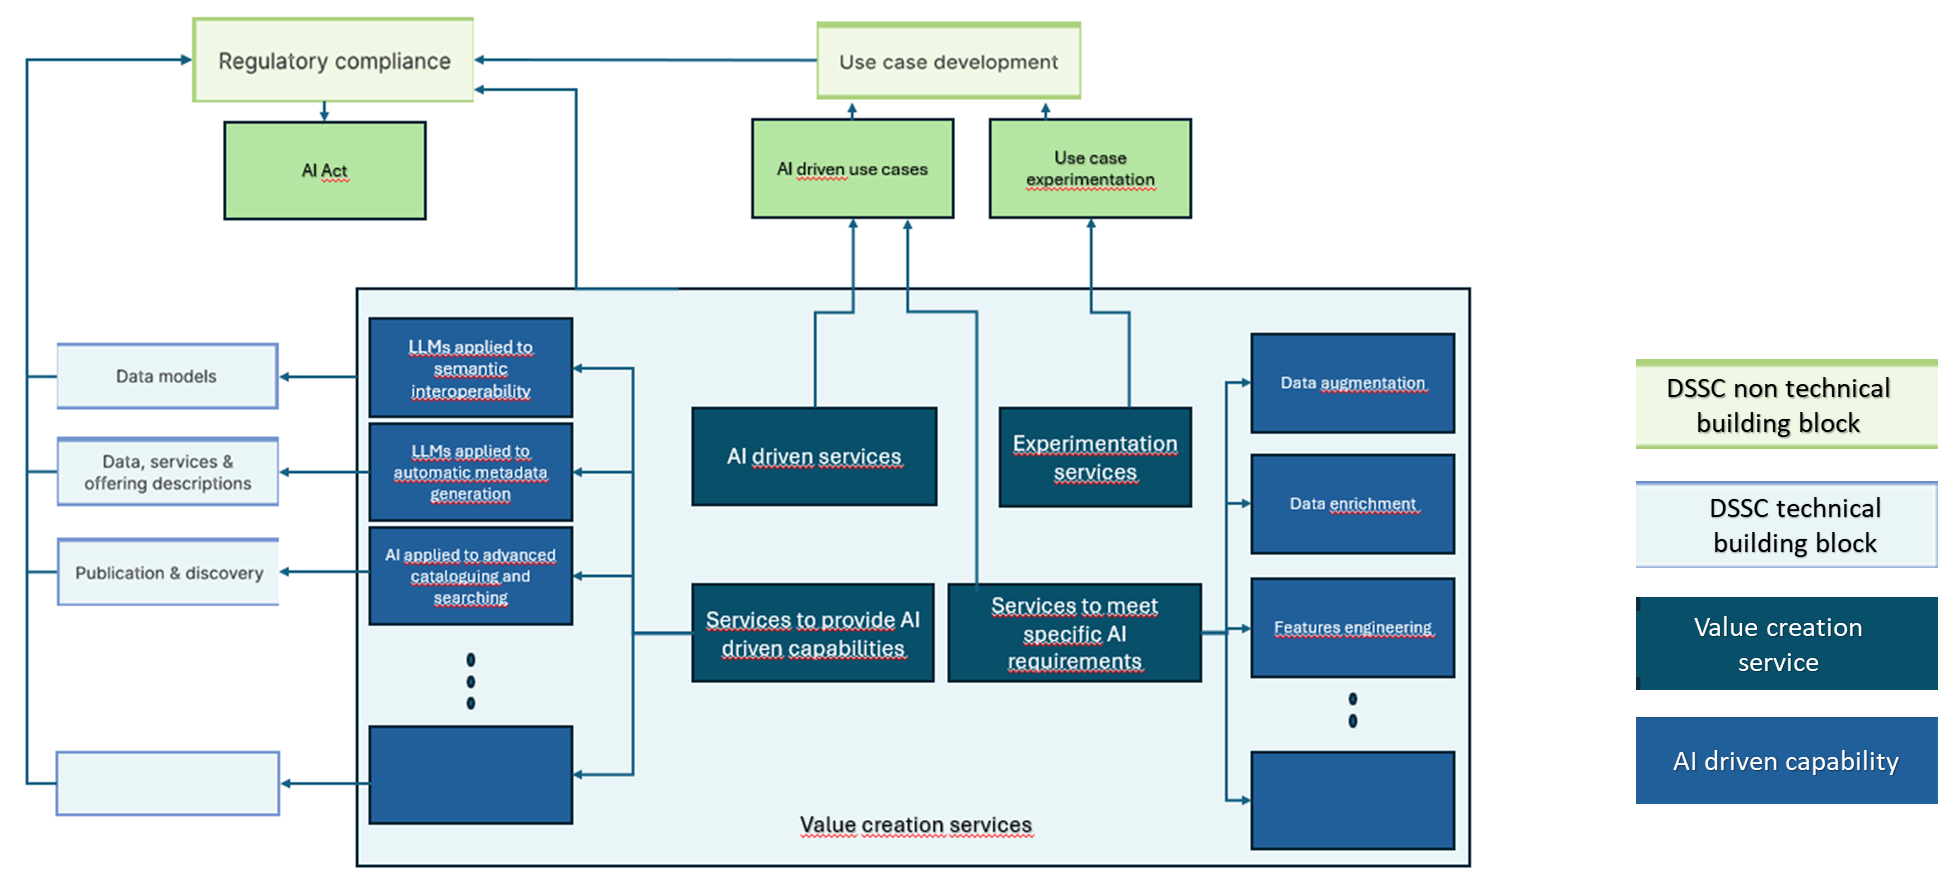 Regulatory compliance
Use case development
AI Act
AI driven use cases
Use case
experimentation
Data models
Data, services &
offering descriptions
Publication & discovery
LLMs applied to
semantic
interoperability
LLMs applied to
automatic metadata
generation
AI applied to advanced
cataloguing and
searching
AI driven services
Experimentation
services
Services to provide AI
driven capabilities
Services to meet
specific AI
requirements
Data augmentation
Data enrichment
Features engineering
Value creation services
DSSC non technical
building block
DSSC technical
building block
Value creation
service
AI driven capability